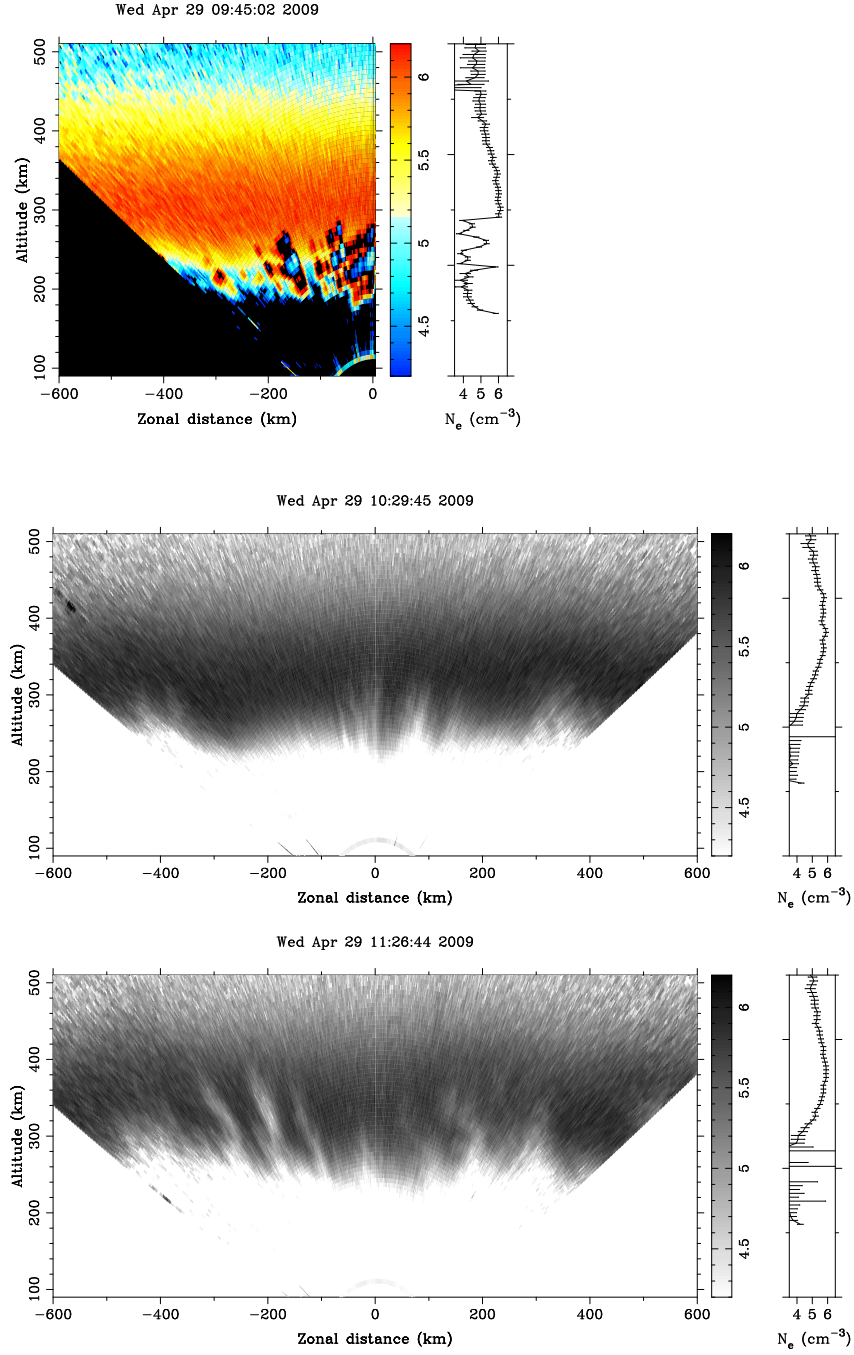 Wed Apr 29 09:45:02 2009
500
400
300
200
100
Altitude (km)
−600 −400 −200 0
Zonal distance (km)
6
5.5
5
4.5
4 5 6
Ne (cm−3)
Wed Apr 29 10:29:45 2009
500
400
300
200
100
Altitude (km)
−600 −400 −200 0 200 400 600
Zonal distance (km)
6
5.5
5
4.5
4 5 6
Ne (cm−3)
Wed Apr 29 11:26:44 2009
500
400
300
200
100
Altitude (km)
−600 −400 −200 0 200 400 600
Zonal distance (km)
6
5.5
5
4.5
4 5 6
Ne (cm−3)